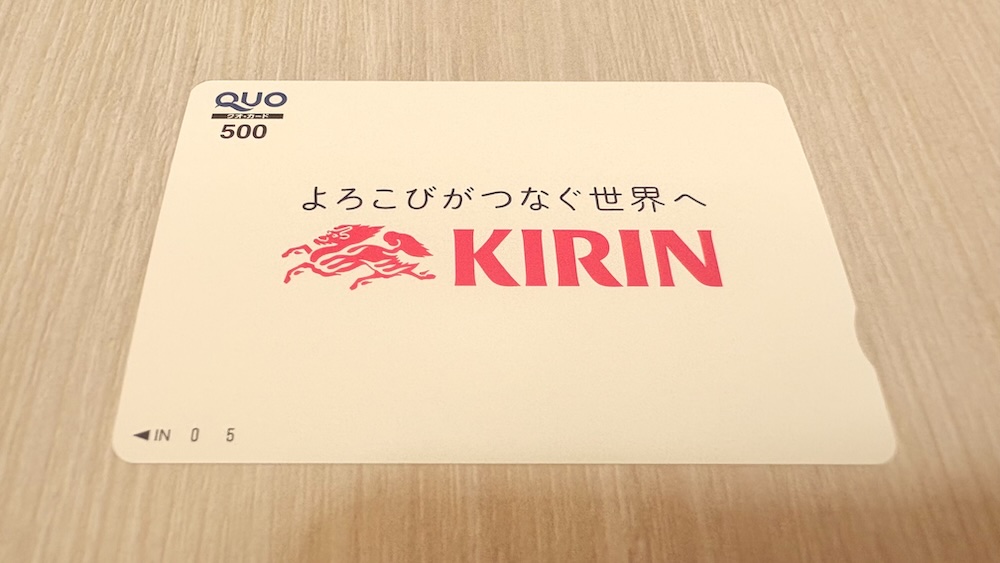 QUO
クオ・カード
500
よろこびがつなぐ世界へ
KIRIN
◀IN 0 5